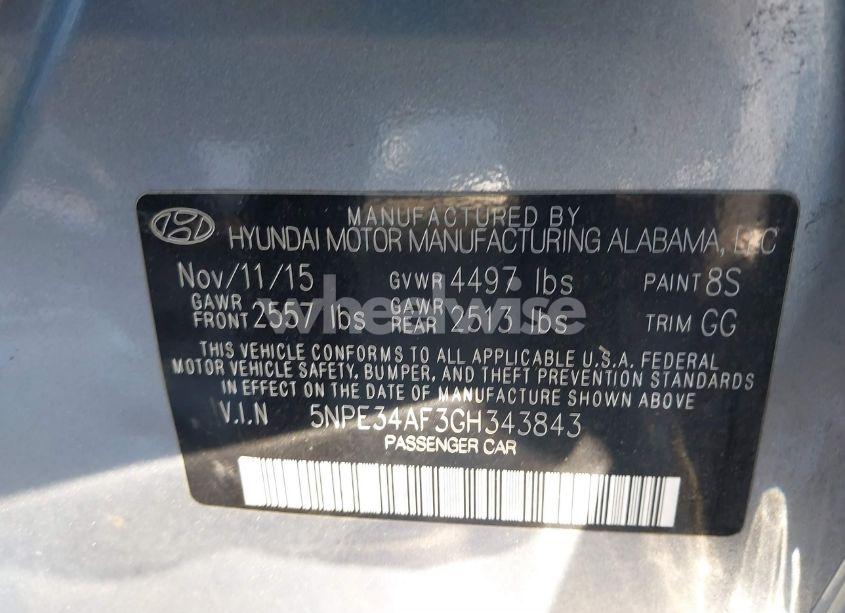 MANUFACTURED BY
HYUNDAI MOTOR MANUFACTURING ALABAMA, LLC
Nov/11/15 GVWR 4497 lbs PAINT 8S
GAWR FRONT 2557 lbs GAWR REAR 2513 lbs TRIM GG
wheelwise
THIS VEHICLE CONFORMS TO ALL APPLICABLE U.S.A. FEDERAL
MOTOR VEHICLE SAFETY, BUMPER, AND THEFT PREVENTION STANDARDS
IN EFFECT ON THE DATE OF MANUFACTURE SHOWN ABOVE
V.I.N 5NPE34AF3GH343843
PASSENGER CAR